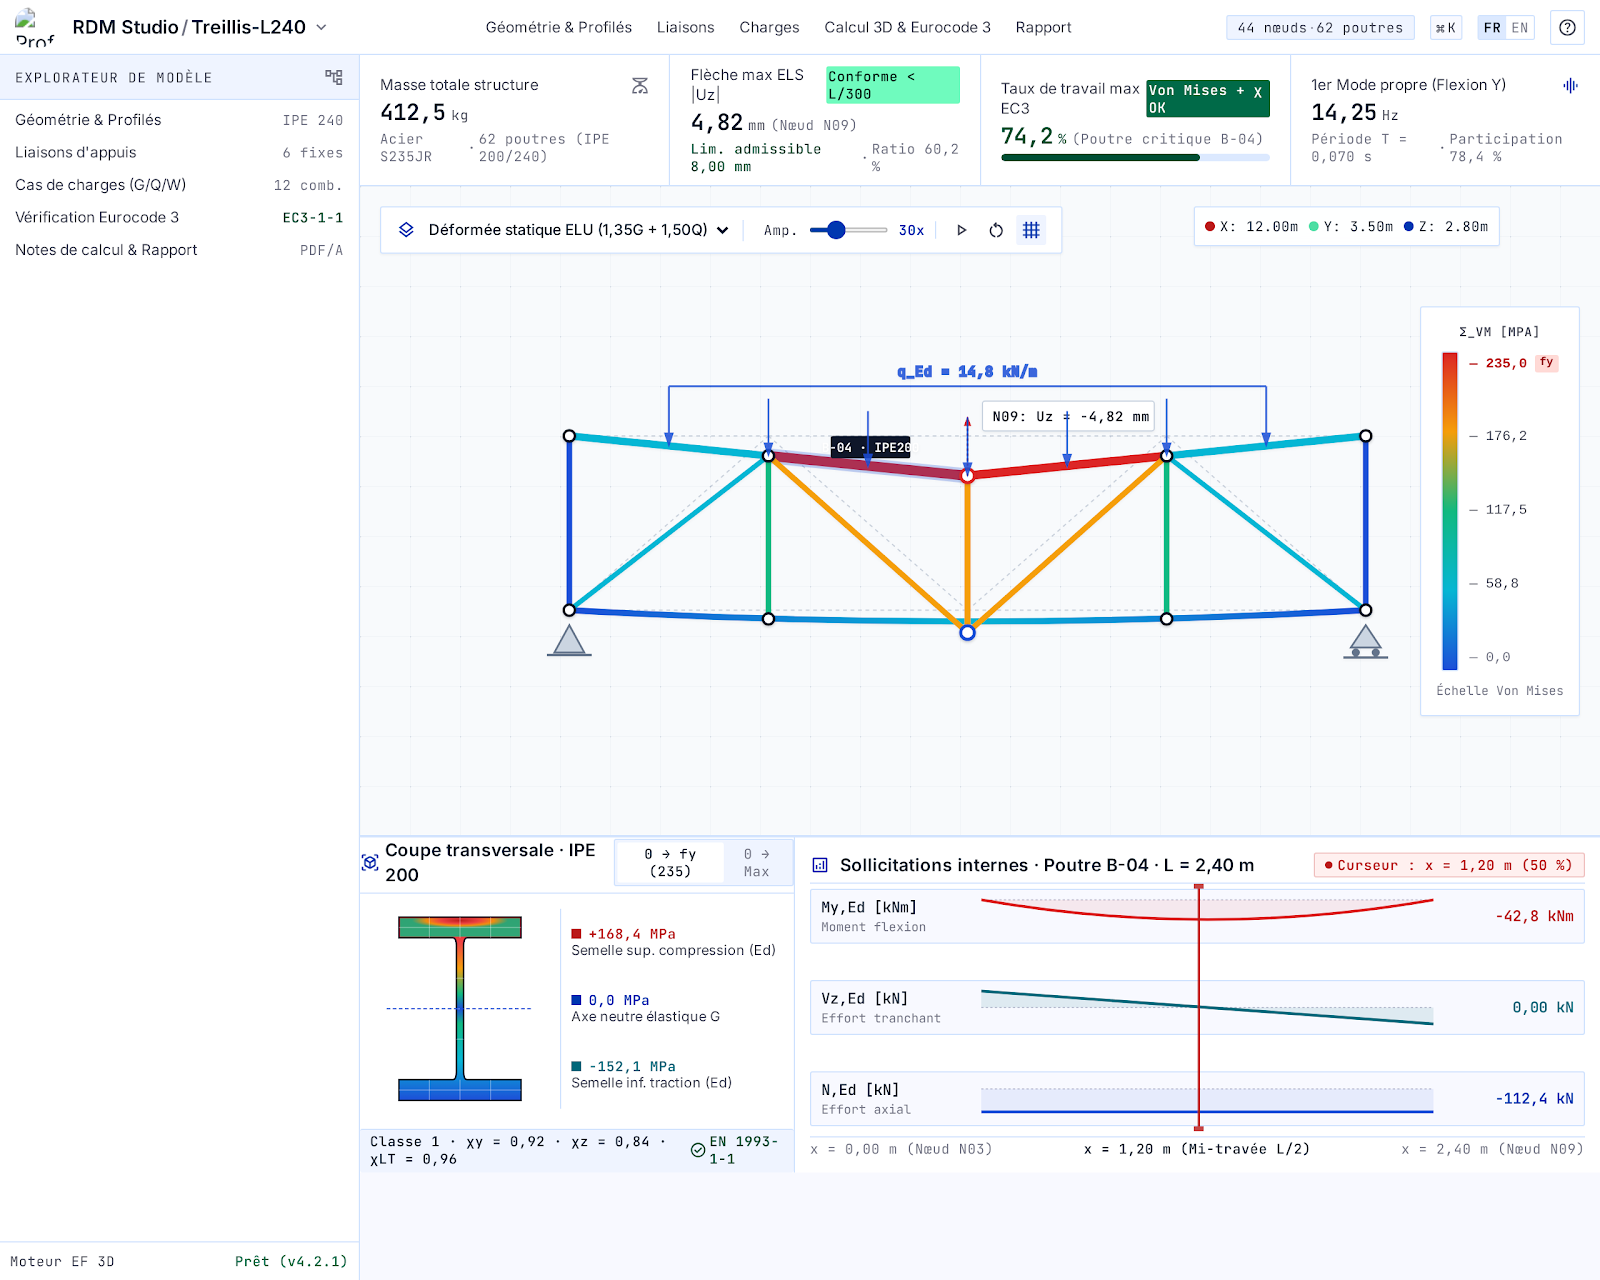 Prof
RDM Studio / Treillis-L240
Géométrie & Profilés
Liaisons
Charges
Calcul 3D & Eurocode 3
Rapport
44 nœuds·62 poutres
⌘K
FR EN
EXPLORATEUR DE MODÈLE
Géométrie & Profilés IPE 240
Liaisons d'appuis 6 fixes
Cas de charges (G/Q/W) 12 comb.
Vérification Eurocode 3 EC3-1-1
Notes de calcul & Rapport PDF/A
Masse totale structure
412,5 kg
Acier S235JR · 62 poutres (IPE 200/240)
Flèche max ELS |Uz|
Conforme < L/300
4,82 mm (Nœud N09)
Lim. admissible 8,00 mm · Ratio 60,2 %
Taux de travail max EC3
Von Mises + χ OK
74,2 % (Poutre critique B-04)
1er Mode propre (Flexion Y)
14,25 Hz
Période T = 0,070 s · Participation 78,4 %
Déformée statique ELU (1,35G + 1,50Q)
Amp. 30x
X: 12.00m Y: 3.50m Z: 2.80m
q_Ed = 14,8 kN/m
N09: Uz = -4,82 mm
-04 · IPE20
Σ_VM [MPA]
– 235,0 fy
– 176,2
– 117,5
– 58,8
– 0,0
Échelle Von Mises
Coupe transversale · IPE 200
0 → fy (235)
0 → Max
+168,4 MPa
Semelle sup. compression (Ed)
0,0 MPa
Axe neutre élastique G
-152,1 MPa
Semelle inf. traction (Ed)
Classe 1 · χy = 0,92 · χz = 0,84 · χLT = 0,96
EN 1993-1-1
Sollicitations internes · Poutre B-04 · L = 2,40 m
Curseur : x = 1,20 m (50 %)
My,Ed [kNm]
Moment flexion
-42,8 kNm
Vz,Ed [kN]
Effort tranchant
0,00 kN
N,Ed [kN]
Effort axial
-112,4 kN
x = 0,00 m (Nœud N03)
x = 1,20 m (Mi-travée L/2)
x = 2,40 m (Nœud N09)
Moteur EF 3D
Prêt (v4.2.1)